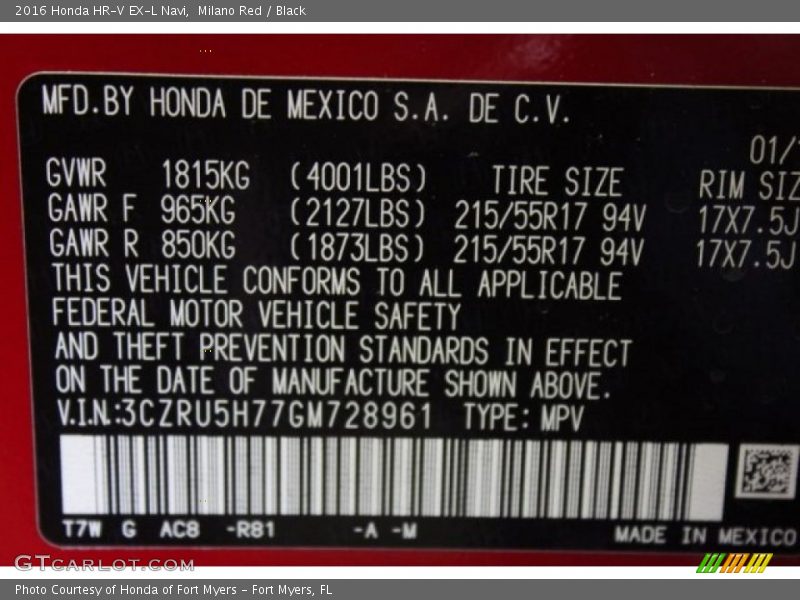 2016 Honda HR-V EX-L Navi, Milano Red / Black
MFD.BY HONDA DE MEXICO S.A. DE C.V.
01/
GVWR 1815KG (4001LBS) TIRE SIZE RIM SIZ
GAWR F 965KG (2127LBS) 215/55R17 94V 17X7.5J
GAWR R 850KG (1873LBS) 215/55R17 94V 17X7.5J
THIS VEHICLE CONFORMS TO ALL APPLICABLE
FEDERAL MOTOR VEHICLE SAFETY
AND THEFT PREVENTION STANDARDS IN EFFECT
ON THE DATE OF MANUFACTURE SHOWN ABOVE.
V.I.N.:3CZRU5H77GM728961 TYPE: MPV
T7W G AC8 -R81 -A -M MADE IN MEXICO
GTCARLOT.COM
Photo Courtesy of Honda of Fort Myers - Fort Myers, FL